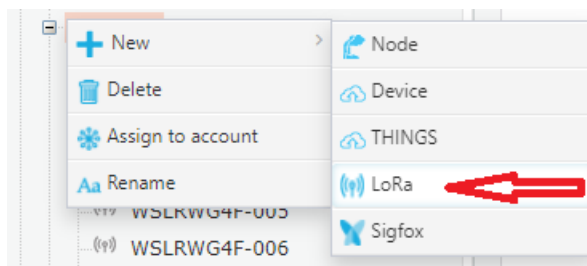 New
Delete
Assign to account
Rename
Node
Device
THINGS
LoRa
Sigfox
WSLRWG4F-005
WSLRWG4F-006